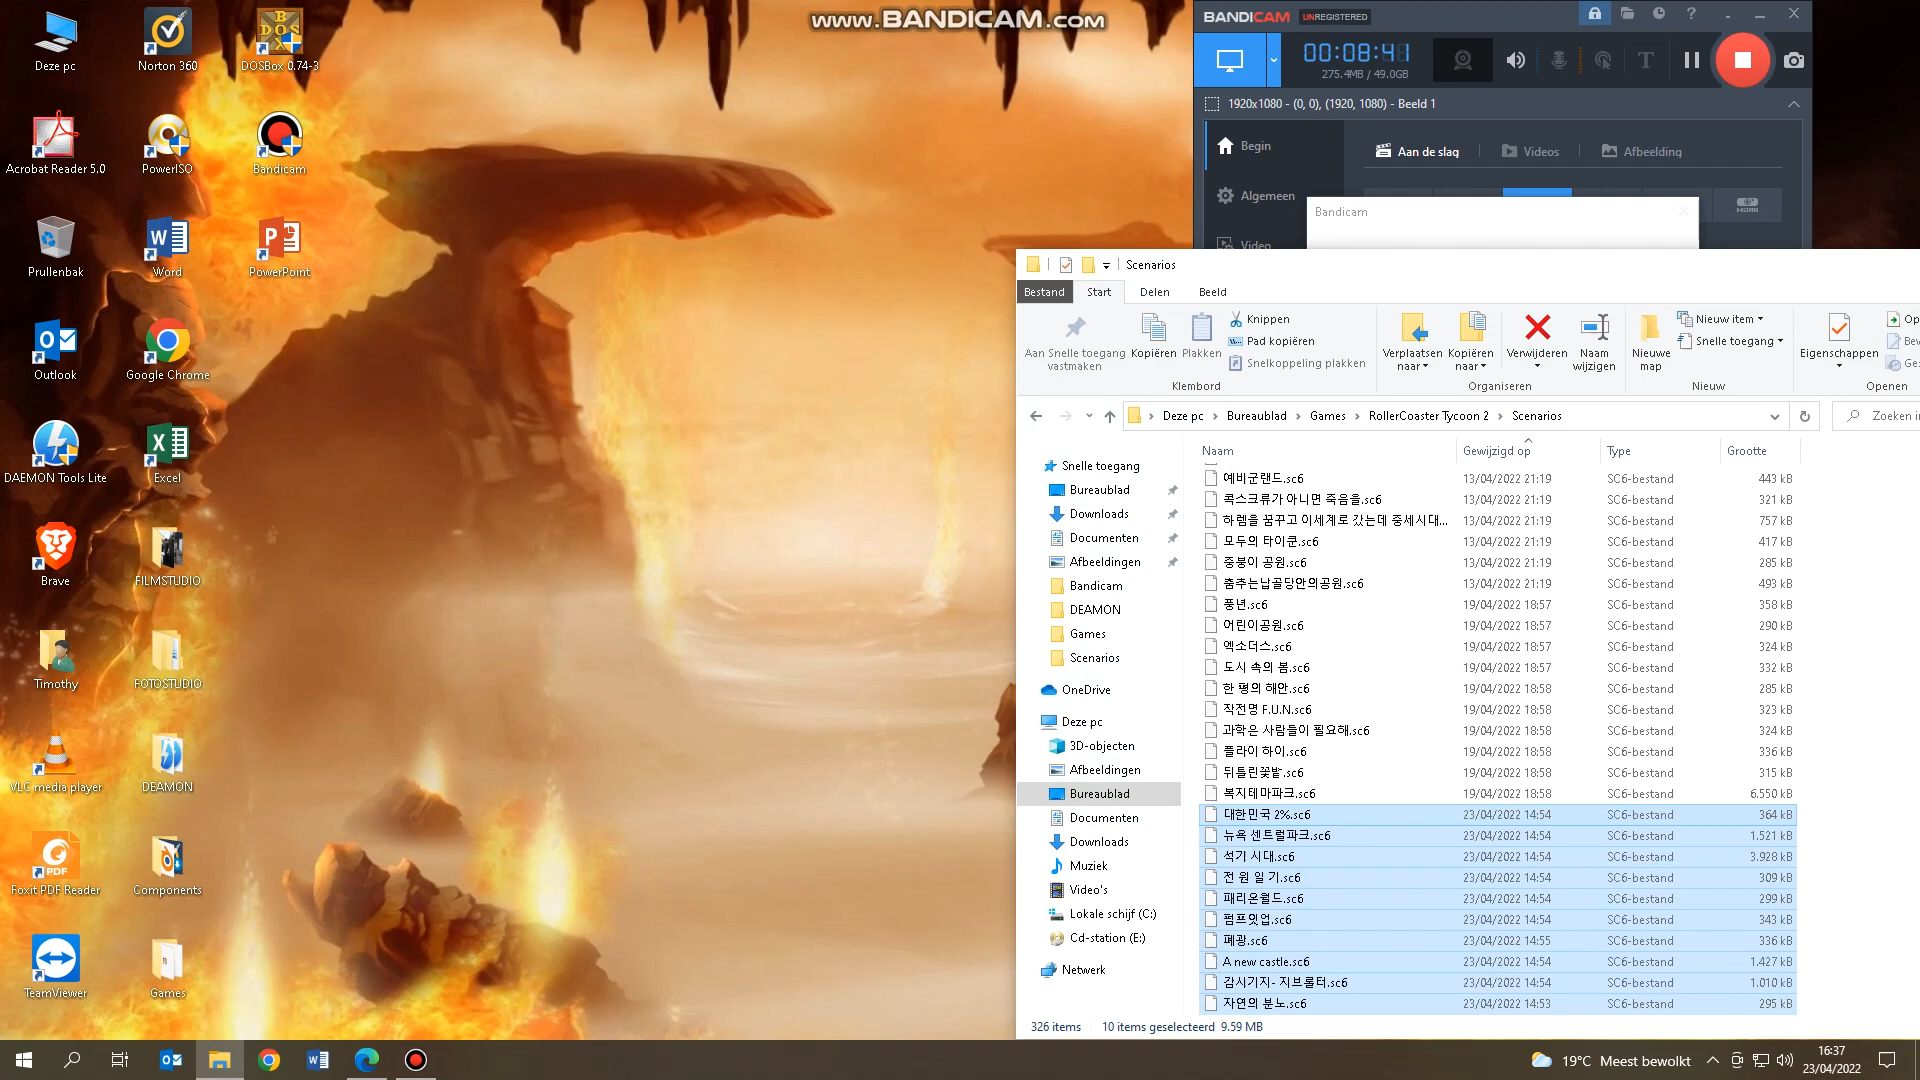 www.BANDICAM.com
Deze pc
Norton 360
DOSBox 0.74-3
Acrobat Reader 5.0
PowerISO
Bandicam
Prullenbak
Word
PowerPoint
Outlook
Google Chrome
DAEMON Tools Lite
Excel
Brave
FILMSTUDIO
Timothy
FOTOSTUDIO
VLC media player
DEAMON
Foxit PDF Reader
Components
TeamViewer
Games
BANDICAM UNREGISTERED
00:08:41
275.4MB / 49.0GB
1920x1080 - (0, 0), (1920, 1080) - Beeld 1
Begin
Aan de slag
Videos
Afbeelding
Algemeen
HDMI
Video
Bandicam
Scenarios
Bestand Start Delen Beeld
Aan Snelle toegang vastmaken
Kopiëren
Plakken
Knippen
Pad kopiëren
Snelkoppeling plakken
Klembord
Verplaatsen naar
Kopiëren naar
Verwijderen
Naam wijzigen
Organiseren
Nieuwe map
Nieuw item
Snelle toegang
Nieuw
Eigenschappen
Openen
Deze pc > Bureaublad > Games > RollerCoaster Tycoon 2 > Scenarios
Zoeken in
Snelle toegang
Bureaublad
Downloads
Documenten
Afbeeldingen
Bandicam
DEAMON
Games
Scenarios
OneDrive
Deze pc
3D-objecten
Afbeeldingen
Bureaublad
Documenten
Downloads
Muziek
Video's
Lokale schijf (C:)
Cd-station (E:)
Netwerk
Naam Gewijzigd op Type Grootte
예비군랜드.sc6 13/04/2022 21:19 SC6-bestand 443 kB
콕스크류가 아니면 죽음을.sc6 13/04/2022 21:19 SC6-bestand 321 kB
하렘을 꿈꾸고 이세계로 갔는데 중세시대... 13/04/2022 21:19 SC6-bestand 757 kB
모두의 타이쿤.sc6 13/04/2022 21:19 SC6-bestand 417 kB
중붕이 공원.sc6 13/04/2022 21:19 SC6-bestand 285 kB
춤추는납골당안의공원.sc6 13/04/2022 21:19 SC6-bestand 493 kB
풍년.sc6 19/04/2022 18:57 SC6-bestand 358 kB
어린이공원.sc6 19/04/2022 18:57 SC6-bestand 290 kB
엑소더스.sc6 19/04/2022 18:57 SC6-bestand 324 kB
도시 속의 봄.sc6 19/04/2022 18:57 SC6-bestand 332 kB
한 평의 해안.sc6 19/04/2022 18:58 SC6-bestand 285 kB
작전명 F.U.N.sc6 19/04/2022 18:58 SC6-bestand 323 kB
과학은 사람들이 필요해.sc6 19/04/2022 18:58 SC6-bestand 324 kB
플라이 하이.sc6 19/04/2022 18:58 SC6-bestand 336 kB
뒤틀린꽃밭.sc6 19/04/2022 18:58 SC6-bestand 315 kB
복지테마파크.sc6 19/04/2022 18:58 SC6-bestand 6.550 kB
대한민국 2%.sc6 23/04/2022 14:54 SC6-bestand 364 kB
뉴욕 센트럴파크.sc6 23/04/2022 14:54 SC6-bestand 1.521 kB
석기 시대.sc6 23/04/2022 14:54 SC6-bestand 3.928 kB
전 원 일 기.sc6 23/04/2022 14:54 SC6-bestand 309 kB
패리온월드.sc6 23/04/2022 14:54 SC6-bestand 299 kB
펌프잇업.sc6 23/04/2022 14:54 SC6-bestand 343 kB
폐광.sc6 23/04/2022 14:55 SC6-bestand 336 kB
A new castle.sc6 23/04/2022 14:54 SC6-bestand 1.427 kB
감시기지- 지브롤터.sc6 23/04/2022 14:54 SC6-bestand 1.010 kB
자연의 분노.sc6 23/04/2022 14:53 SC6-bestand 295 kB
326 items 10 items geselecteerd 9.59 MB
19°C Meest bewolkt
16:37
23/04/2022